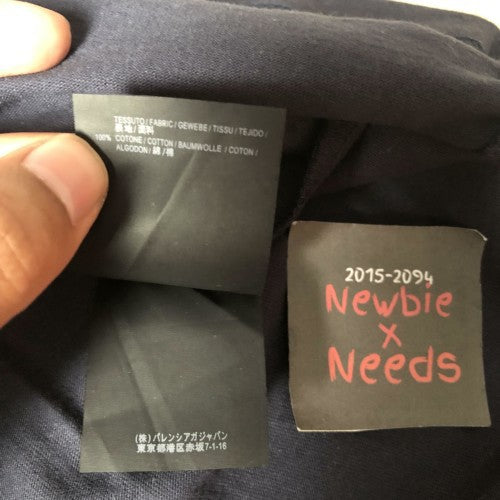 TESSUTO / FABRIC / GEWEBE / TISSU / TEJIDO /
表地 / 面料
100% COTONE / COTTON / BAUMWOLLE / COTON /
ALGODON / 綿 / 棉
2015-2094
Newbie
x
Needs
(株) バレンシアガジャパン
東京都港区赤坂7-1-16